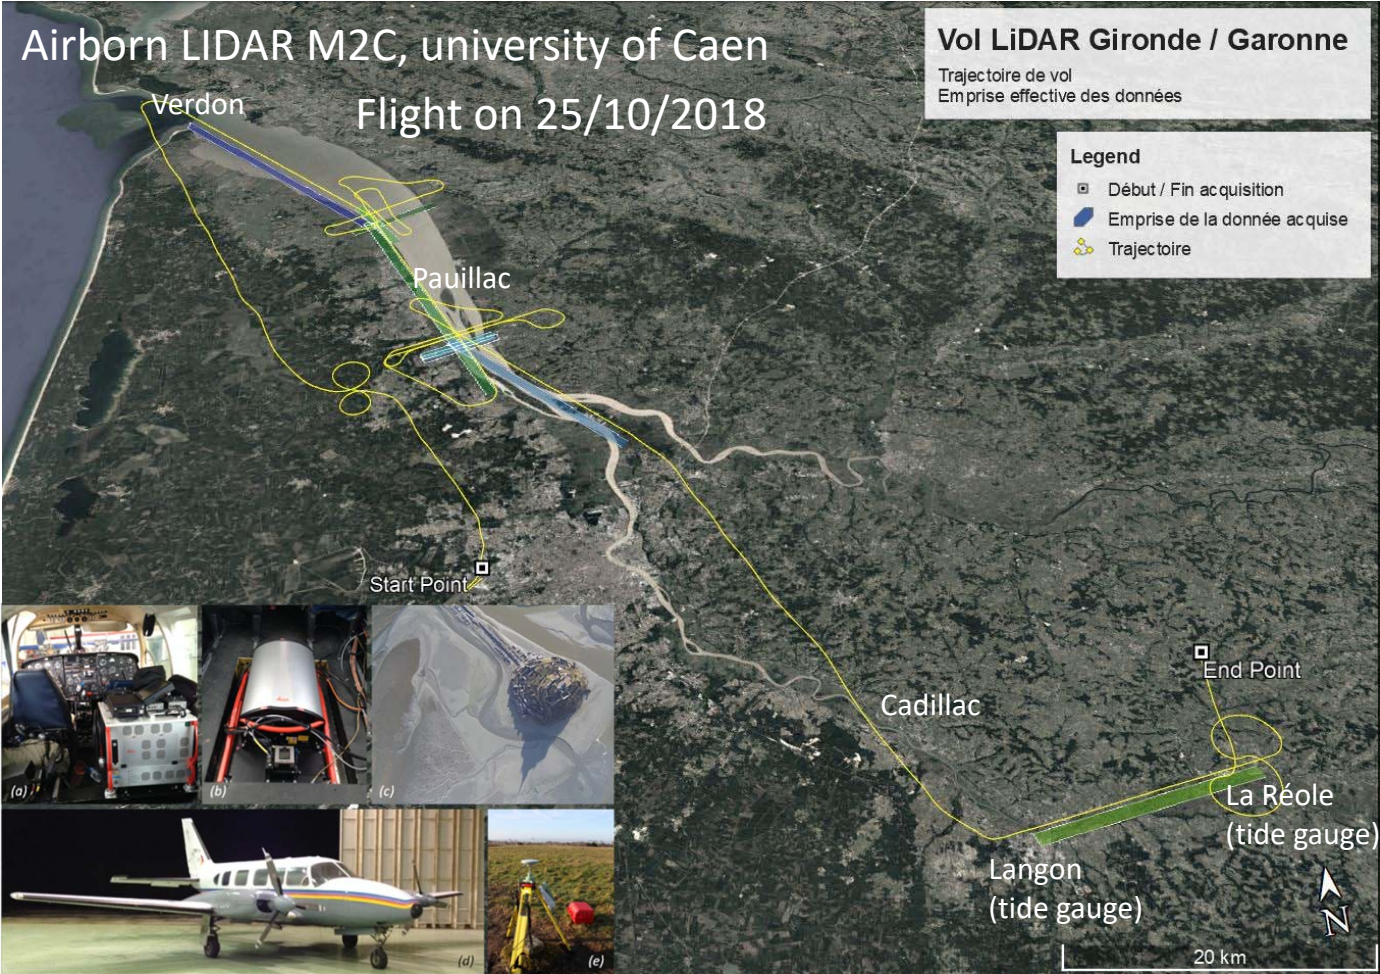 Airborn LIDAR M2C, university of Caen
Flight on 25/10/2018
Vol LiDAR Gironde / Garonne
Trajectoire de vol
Emprise effective des données
Legend
Début / Fin acquisition
Emprise de la donnée acquise
Trajectoire
Verdon
Pauillac
Start Point
End Point
Cadillac
La Réole
(tide gauge)
Langon
(tide gauge)
(a)
(b)
(c)
(d)
(e)
N
20 km